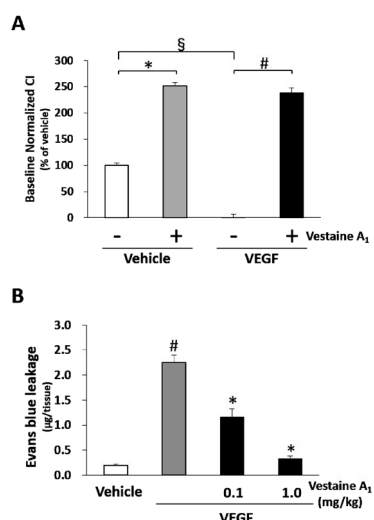 A
§
*
#
300
250
200
150
100
50
0
Baseline Normalized CI
(% of vehicle)
- + - + Vestaine A₁
Vehicle VEGF
B
3.0
2.5
2.0
1.5
1.0
0.5
0.0
Evans blue leakage
(μg/tissue)
#
*
*
Vehicle 0.1 1.0 Vestaine A₁
(mg/kg)
VEGF